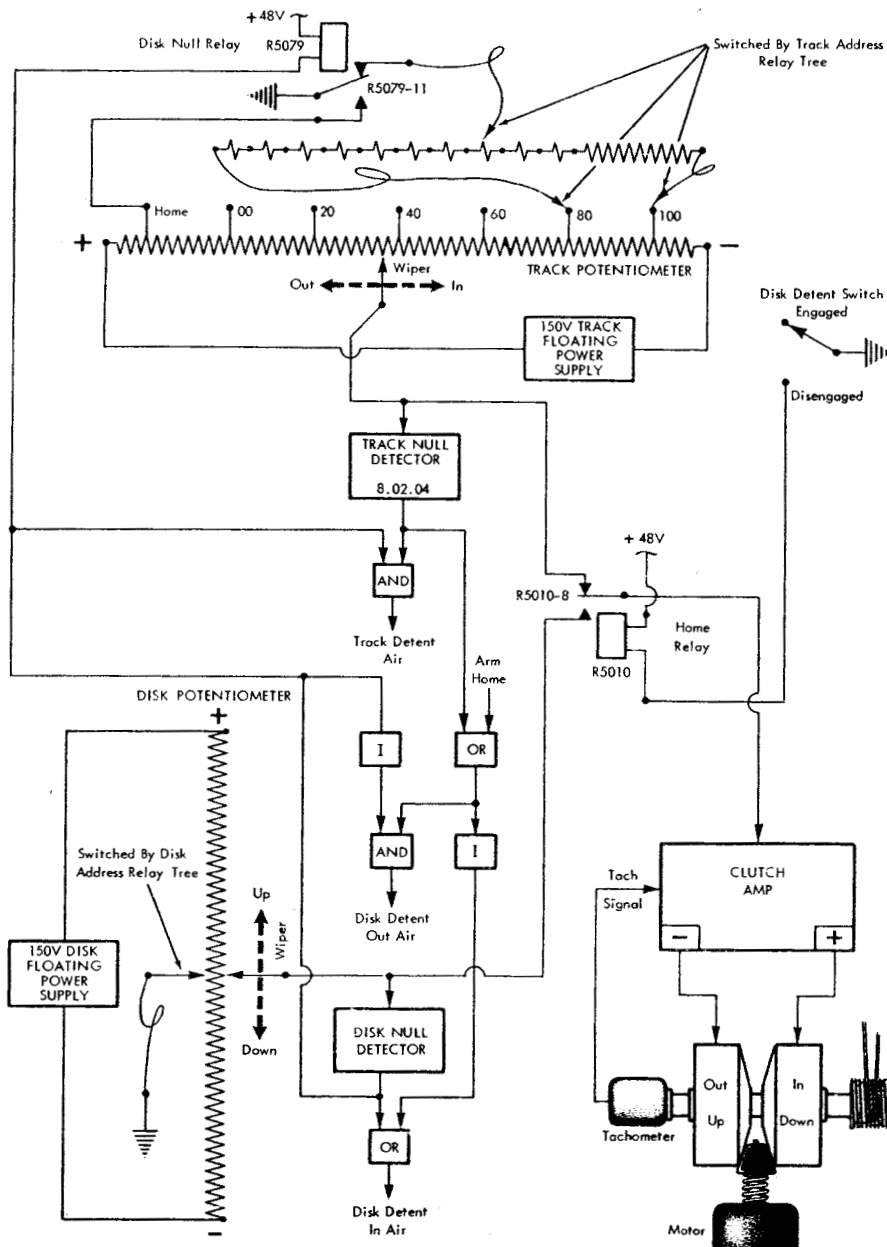 +48V
Disk Null Relay
R5079
R5079-11
Switched By Track Address
Relay Tree
Home
00
20
40
60
80
100
+
-
Wiper
TRACK POTENTIOMETER
Out
In
150V TRACK
FLOATING
POWER
SUPPLY
Disk Detent Switch
Engaged
Disengaged
TRACK NULL
DETECTOR
8.02.04
+ 48V
AND
R5010-8
Home
Relay
R5010
Track Detent
Air
Arm
Home
DISK POTENTIOMETER
+
I
OR
AND
I
Switched By Disk
Address Relay Tree
Up
Wiper
Down
Disk Detent
Out Air
CLUTCH
AMP
Tach
Signal
-
+
150V DISK
FLOATING
POWER
SUPPLY
DISK NULL
DETECTOR
Out
Up
In
Down
Tachometer
OR
Disk Detent
In Air
-
Motor